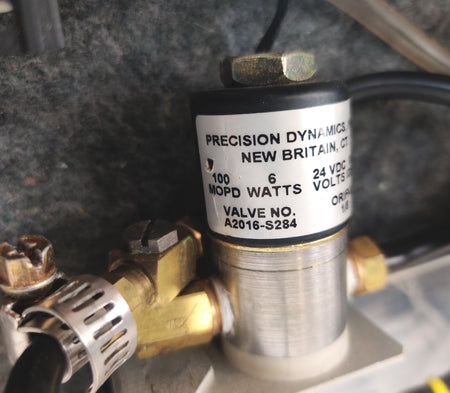 PRECISION DYNAMICS,
NEW BRITAIN, CT
100 6 24 VDC
MOPD WATTS VOLTS
VALVE NO.
A2016-S284